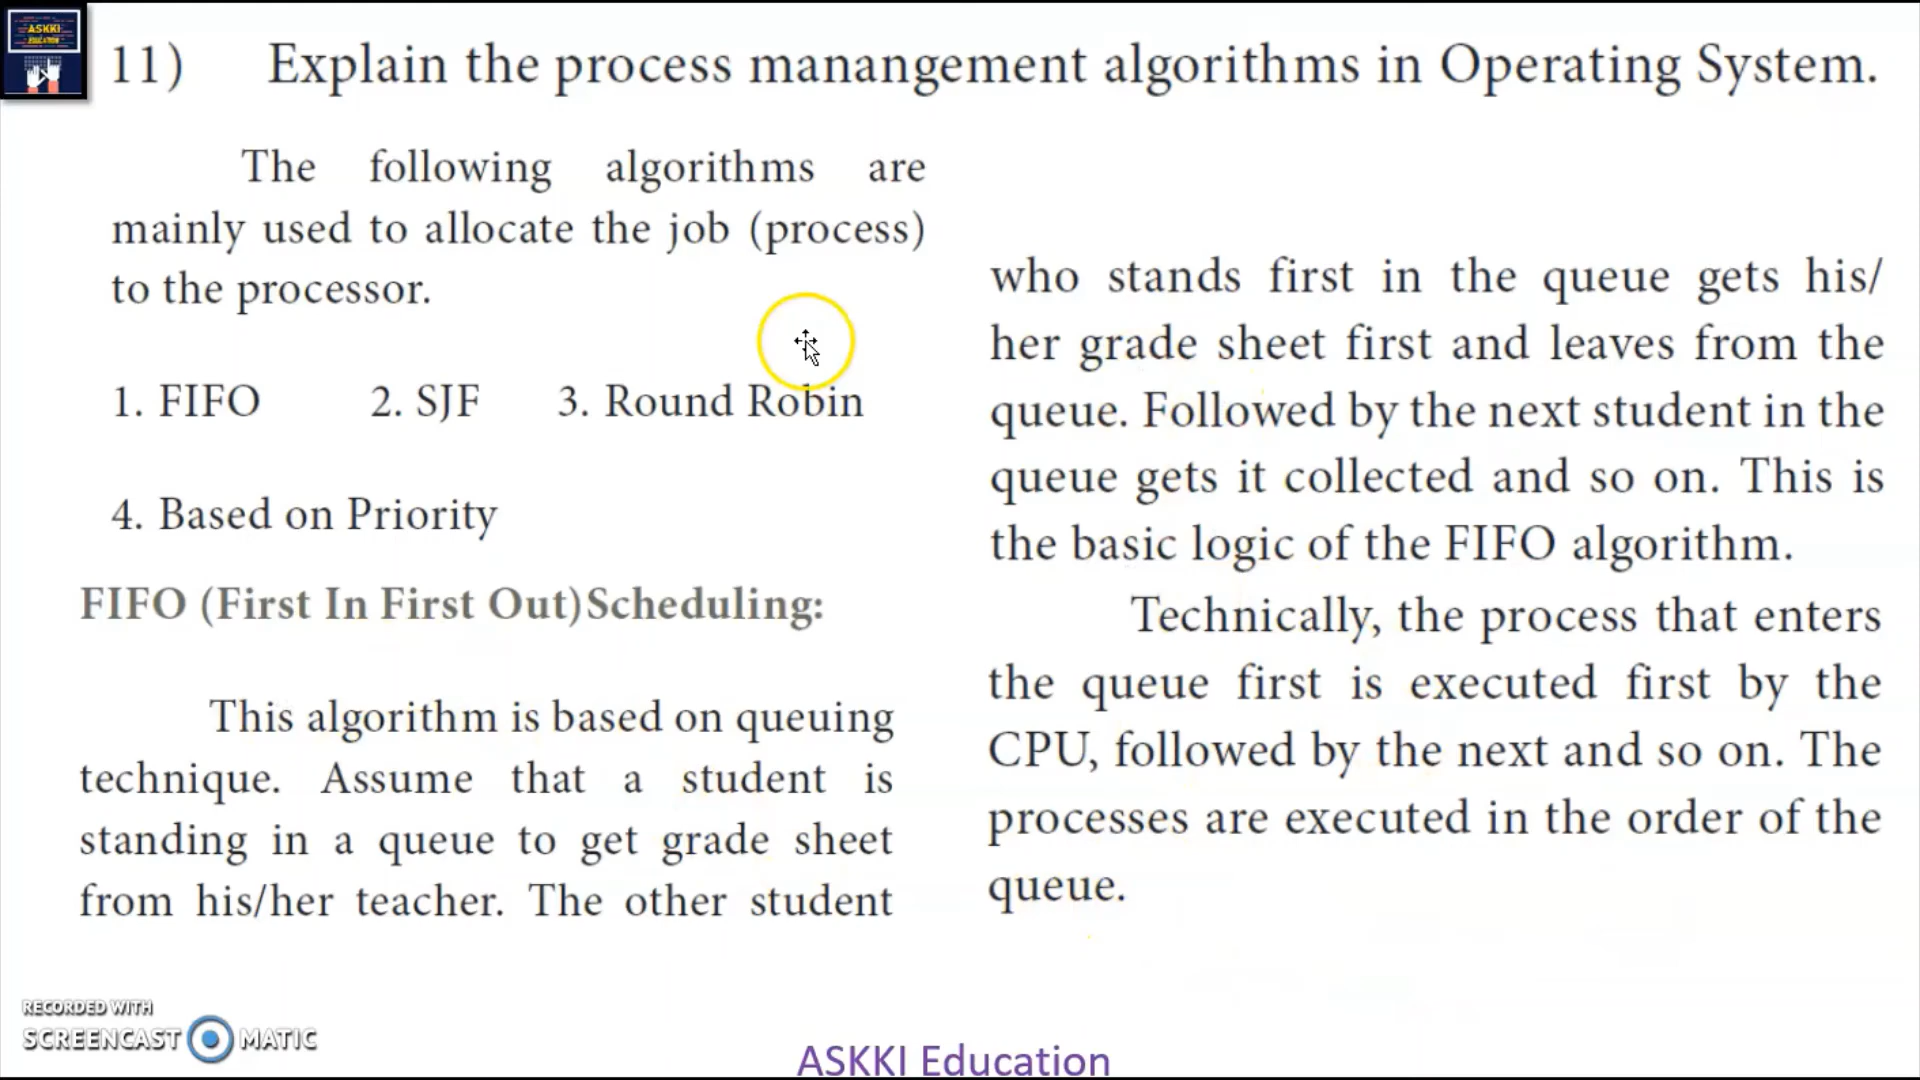 ASKKI
EDUCATION
11) Explain the process manangement algorithms in Operating System.
The following algorithms are
mainly used to allocate the job (process)
to the processor.
1. FIFO 2. SJF 3. Round Robin
4. Based on Priority
FIFO (First In First Out)Scheduling:
This algorithm is based on queuing
technique. Assume that a student is
standing in a queue to get grade sheet
from his/her teacher. The other student
who stands first in the queue gets his/
her grade sheet first and leaves from the
queue. Followed by the next student in the
queue gets it collected and so on. This is
the basic logic of the FIFO algorithm.
Technically, the process that enters
the queue first is executed first by the
CPU, followed by the next and so on. The
processes are executed in the order of the
queue.
RECORDED WITH
SCREENCAST MATIC
ASKKI Education